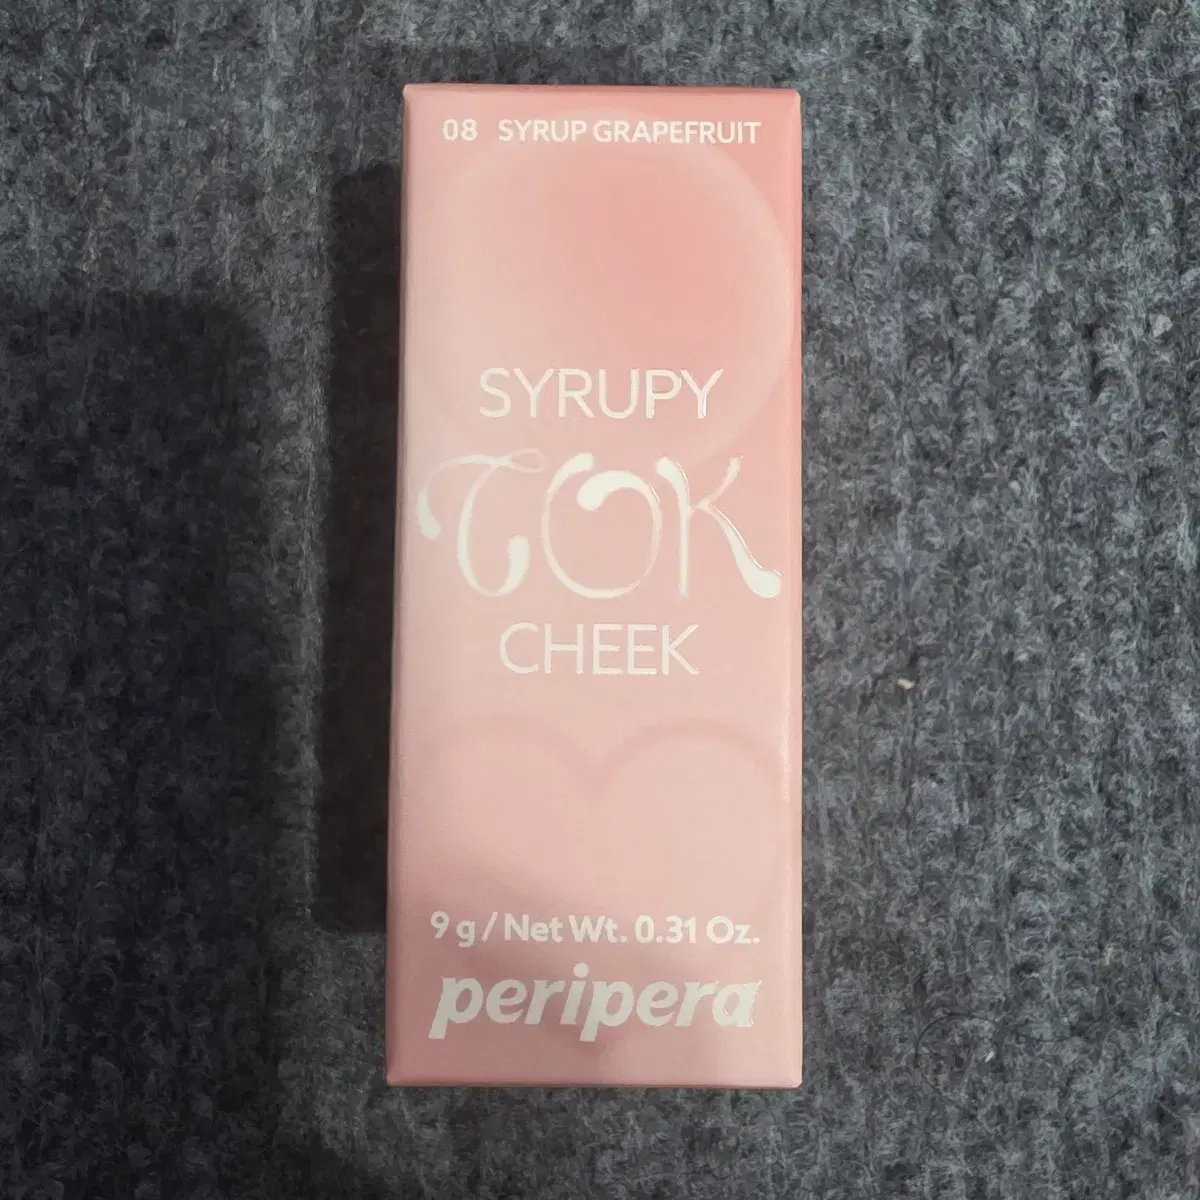 08 SYRUP GRAPEFRUIT
SYRUPY
TOK
CHEEK
9 g / Net Wt. 0.31 Oz.
peripera